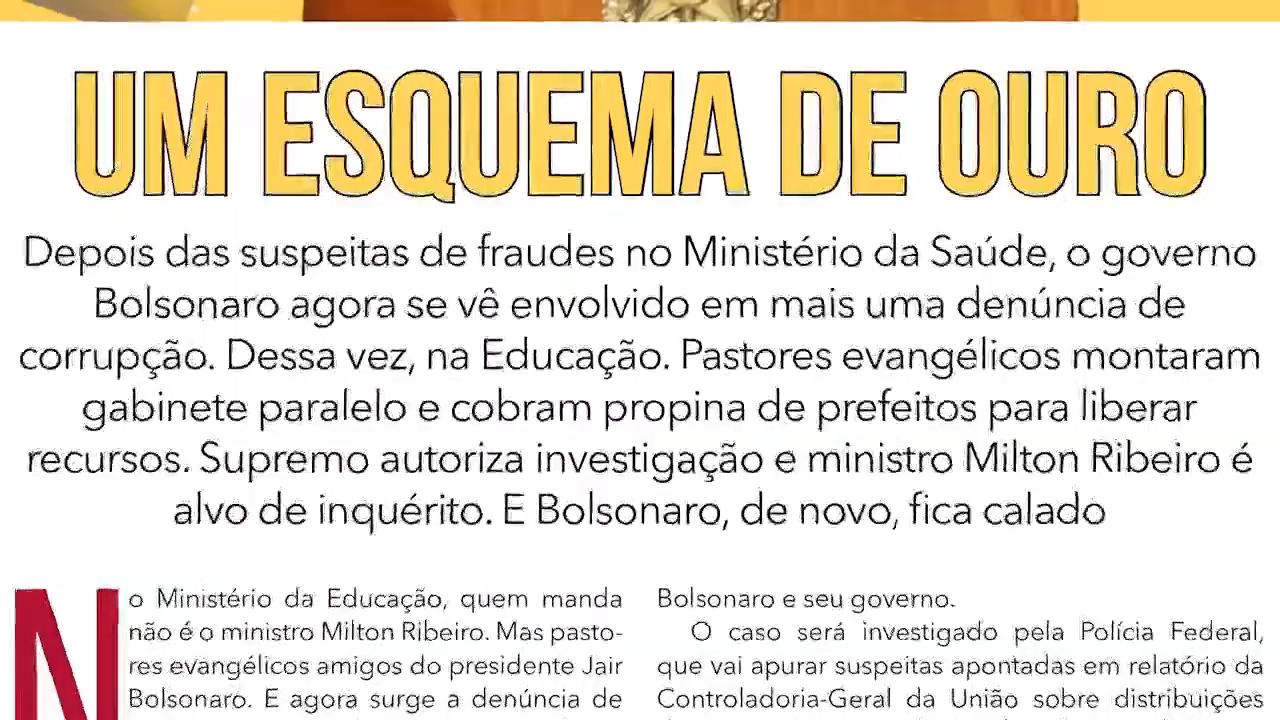 UM ESQUEMA DE OURO
Depois das suspeitas de fraudes no Ministério da Saúde, o governo
Bolsonaro agora se vê envolvido em mais uma denúncia de
corrupção. Dessa vez, na Educação. Pastores evangélicos montaram
gabinete paralelo e cobram propina de prefeitos para liberar
recursos. Supremo autoriza investigação e ministro Milton Ribeiro é
alvo de inquérito. E Bolsonaro, de novo, fica calado
No Ministério da Educação, quem manda
não é o ministro Milton Ribeiro. Mas pasto-
res evangélicos amigos do presidente Jair
Bolsonaro. E agora surge a denúncia de
Bolsonaro e seu governo.
O caso será investigado pela Polícia Federal,
que vai apurar suspeitas apontadas em relatório da
Controladoria-Geral da União sobre distribuições